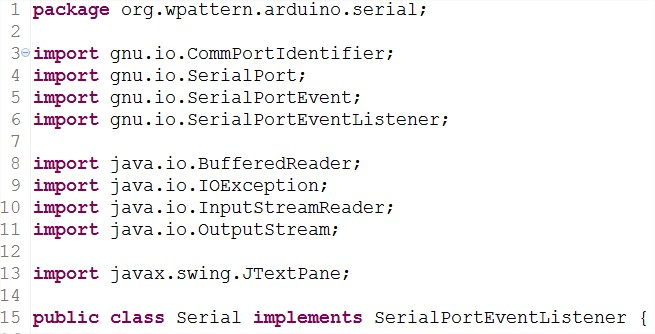 1 package org.wpattern.arduino.serial;
2
3 import gnu.io.CommPortIdentifier;
4 import gnu.io.SerialPort;
5 import gnu.io.SerialPortEvent;
6 import gnu.io.SerialPortEventListener;
7
8 import java.io.BufferedReader;
9 import java.io.IOException;
10 import java.io.InputStreamReader;
11 import java.io.OutputStream;
12
13 import javax.swing.JTextPane;
14
15 public class Serial implements SerialPortEventListener {